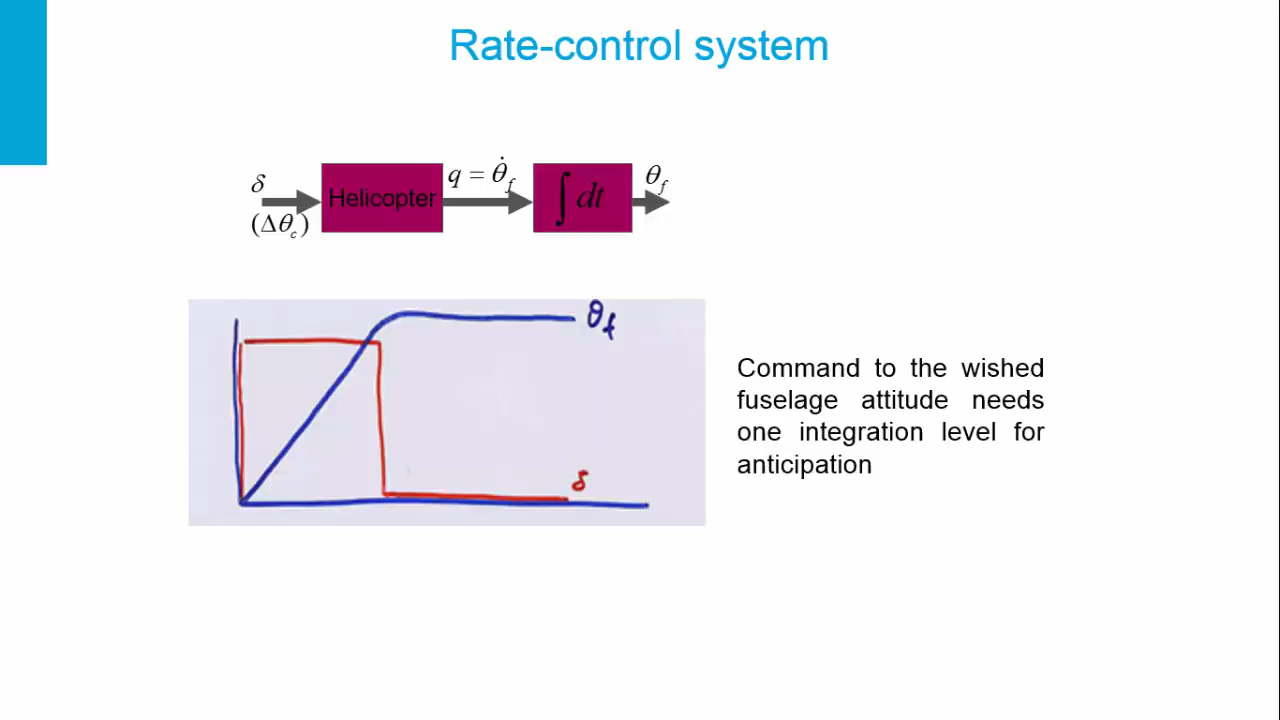 Rate-control system
δ
(Δθc)
Helicopter
q = θ̇f
∫ dt
θf
θf
δ
Command to the wished
fuselage attitude needs
one integration level for
anticipation